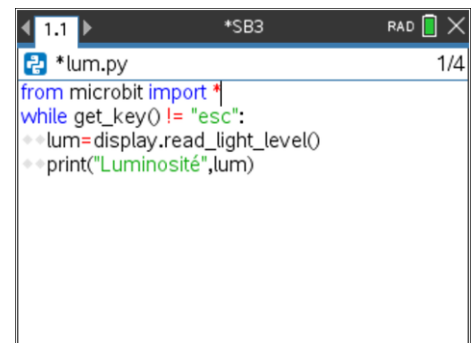 1.1 *SB3 RAD
*lum.py 1/4
from microbit import *
while get_key() != "esc":
lum=display.read_light_level()
print("Luminosité",lum)